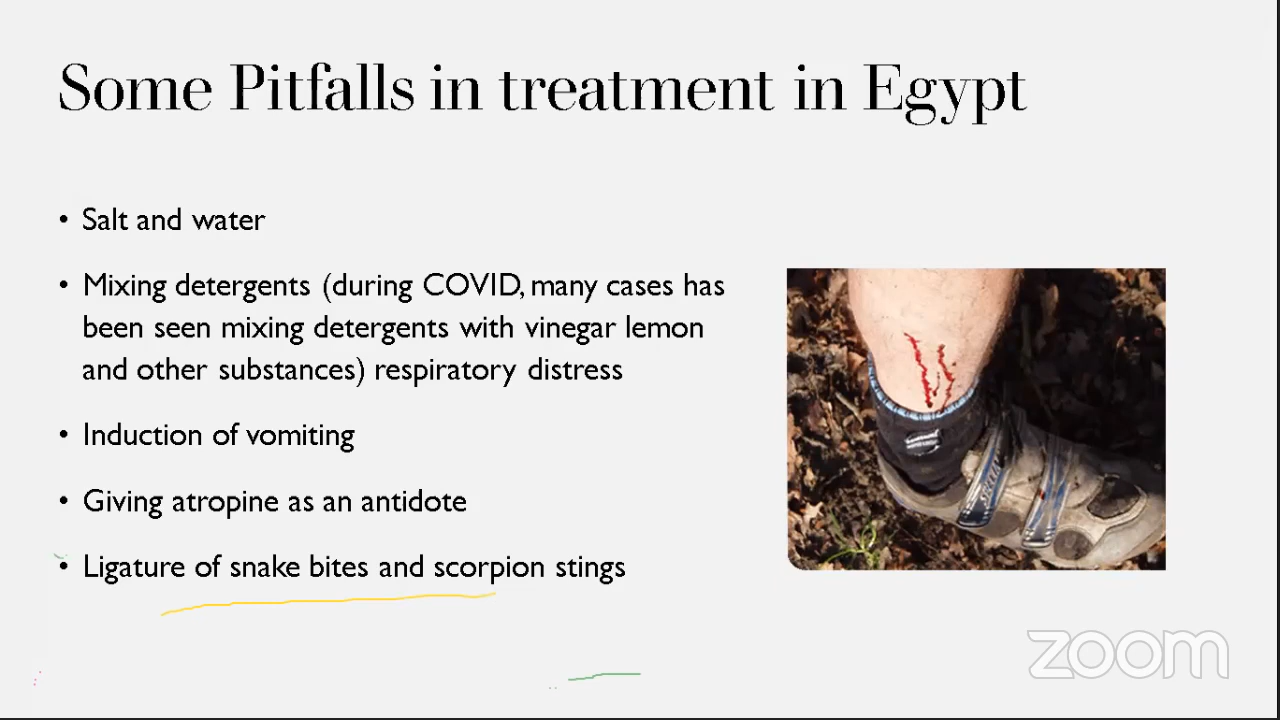 Some Pitfalls in treatment in Egypt
• Salt and water
• Mixing detergents (during COVID, many cases has
been seen mixing detergents with vinegar lemon
and other substances) respiratory distress
• Induction of vomiting
• Giving atropine as an antidote
• Ligature of snake bites and scorpion stings
zoom